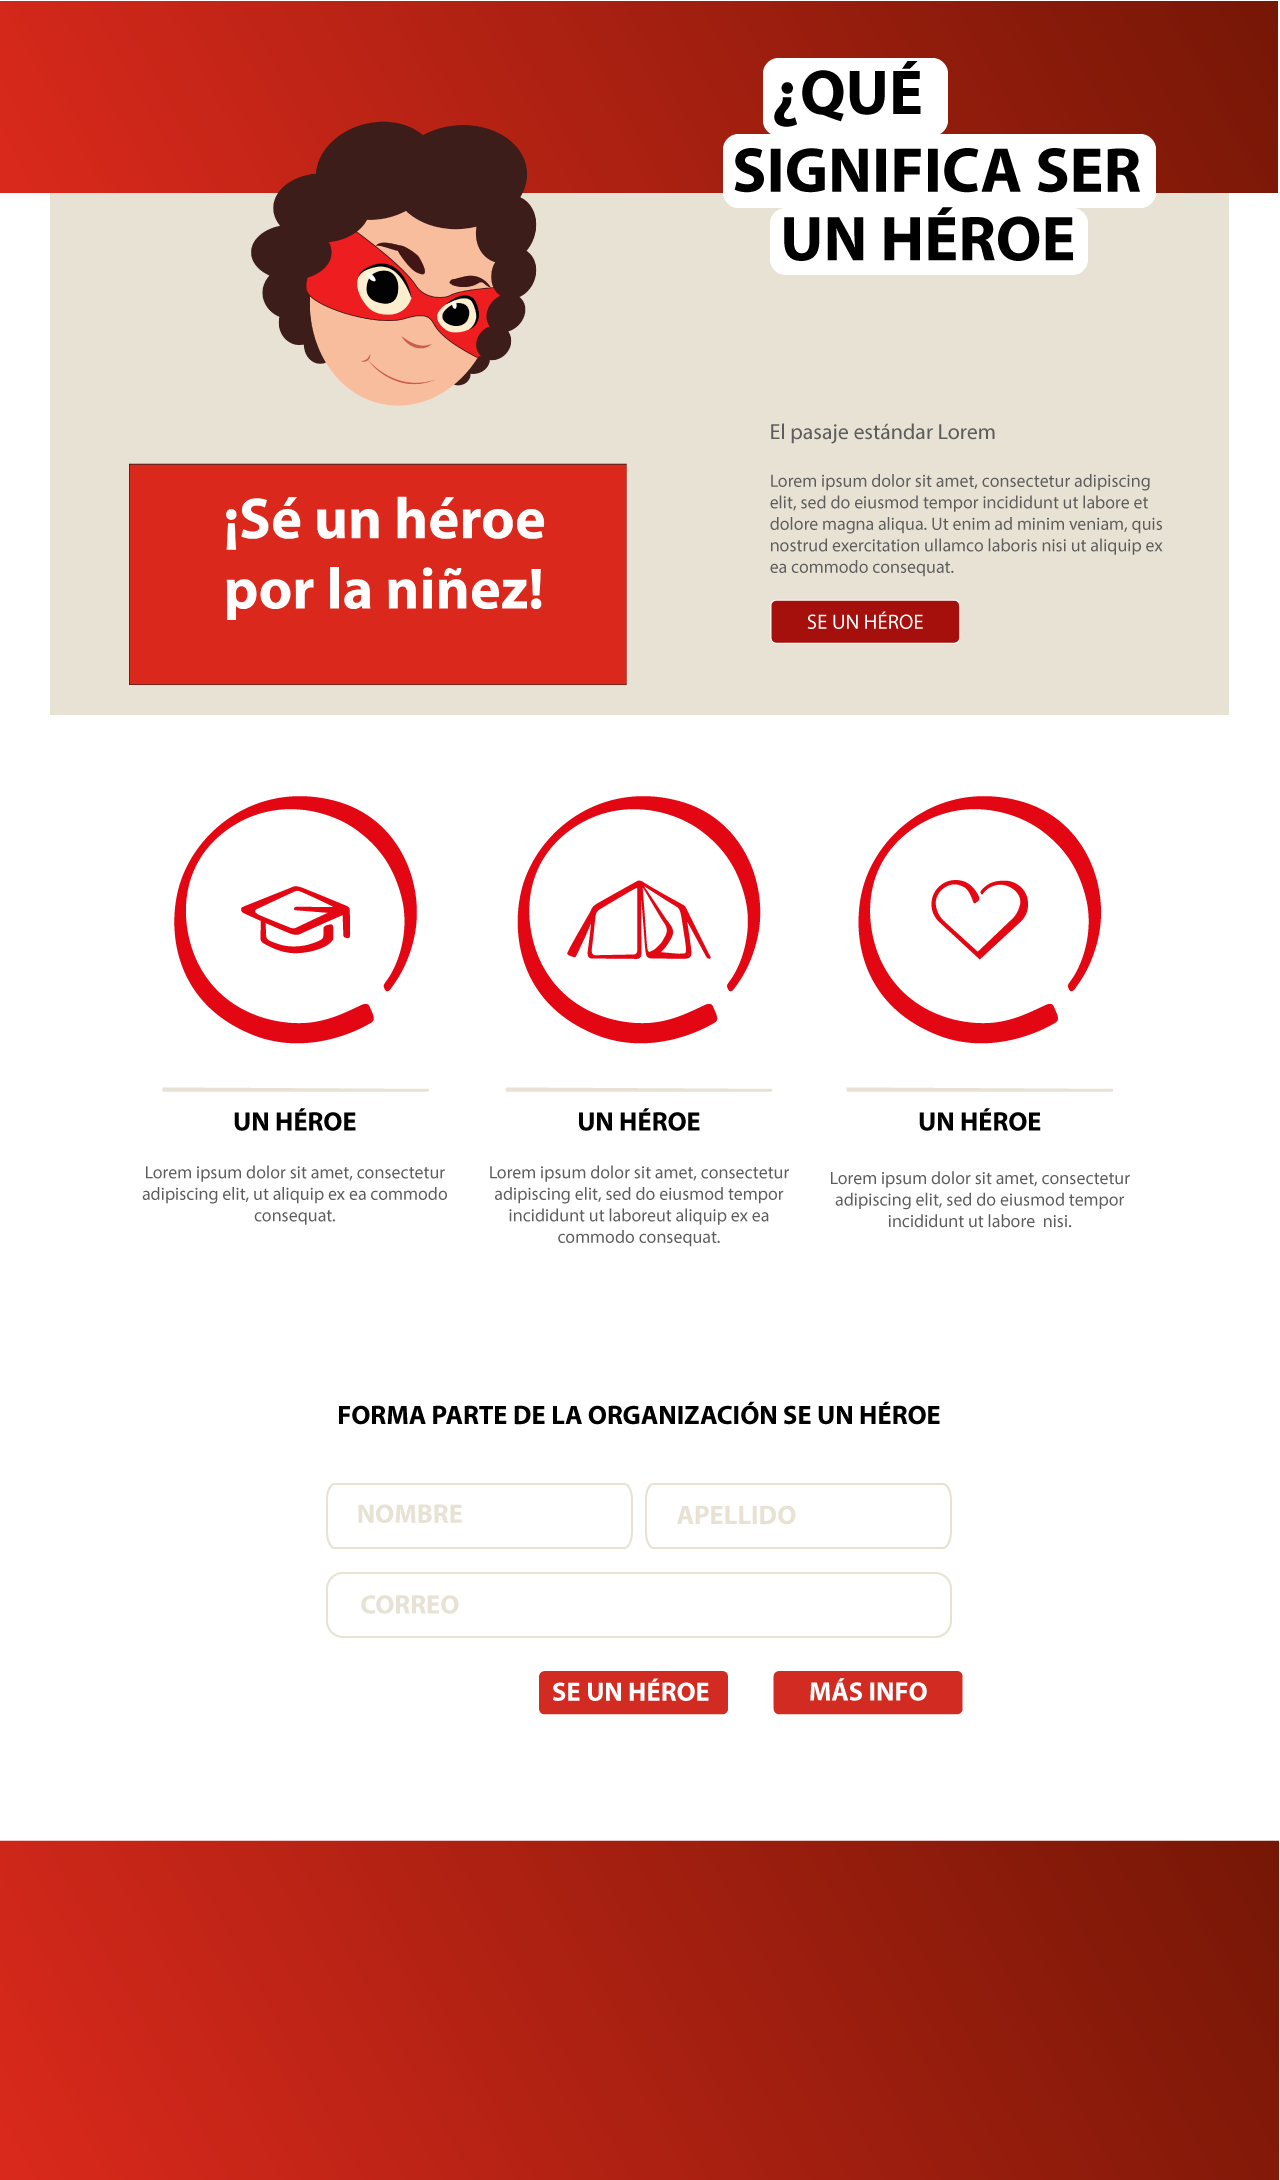 ¿QUÉ
SIGNIFICA SER
UN HÉROE
¡Sé un héroe
por la niñez!
El pasaje estándar Lorem
Lorem ipsum dolor sit amet, consectetur adipiscing
elit, sed do eiusmod tempor incididunt ut labore et
dolore magna aliqua. Ut enim ad minim veniam, quis
nostrud exercitation ullamco laboris nisi ut aliquip ex
ea commodo consequat.
SE UN HÉROE
UN HÉROE
Lorem ipsum dolor sit amet, consectetur
adipiscing elit, ut aliquip ex ea commodo
consequat.
UN HÉROE
Lorem ipsum dolor sit amet, consectetur
adipiscing elit, sed do eiusmod tempor
incididunt ut laboreut aliquip ex ea
commodo consequat.
UN HÉROE
Lorem ipsum dolor sit amet, consectetur
adipiscing elit, sed do eiusmod tempor
incididunt ut labore  nisi.
FORMA PARTE DE LA ORGANIZACIÓN SE UN HÉROE
NOMBRE
APELLIDO
CORREO
SE UN HÉROE
MÁS INFO